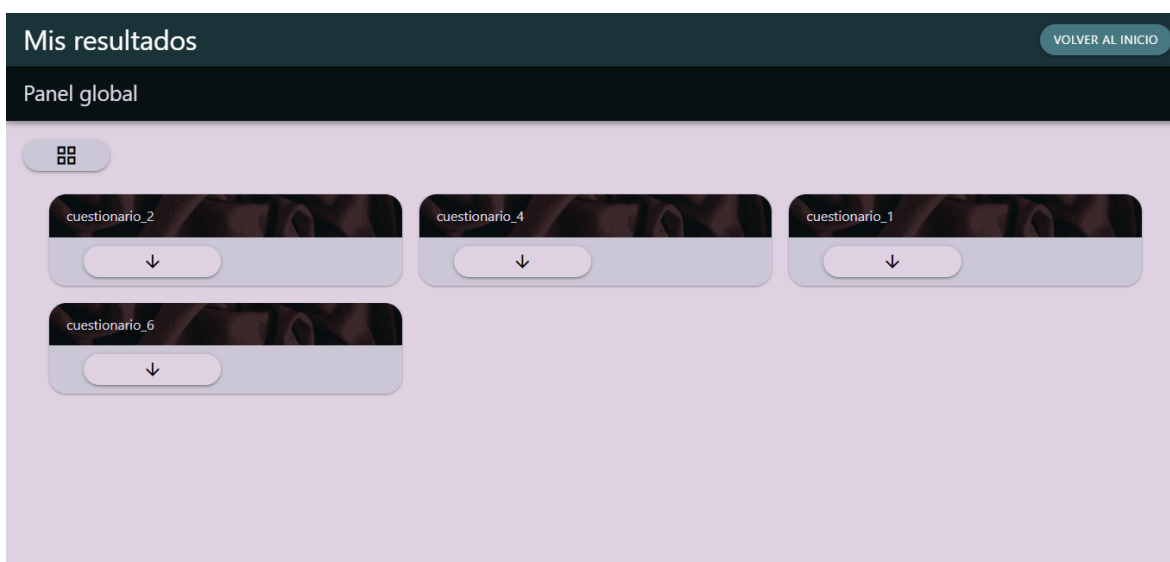 Mis resultados
VOLVER AL INICIO
Panel global
cuestionario_2
cuestionario_4
cuestionario_1
cuestionario_6